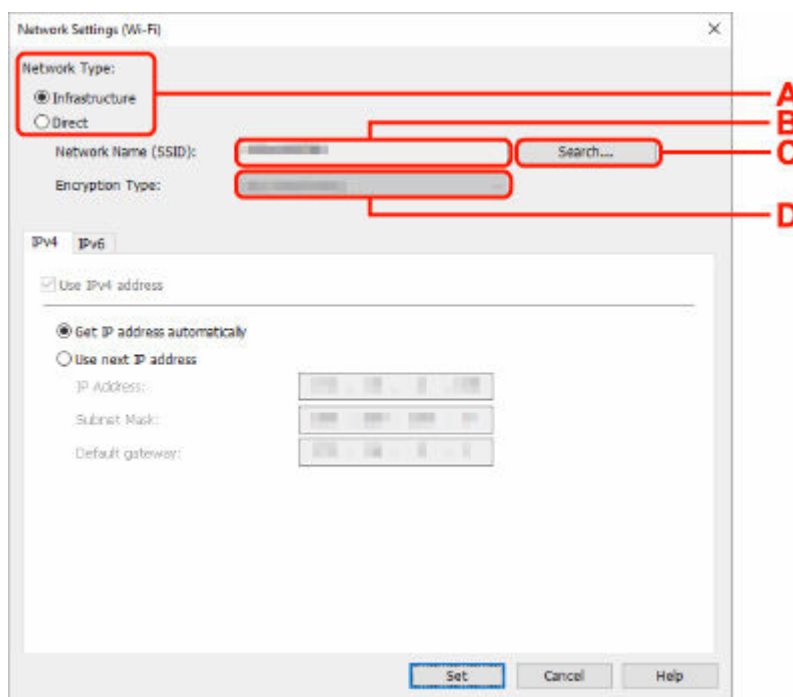 Network Settings (Wi-Fi)
Network Type:
Infrastructure
A
Direct
B
Network Name (SSID):
Search...
C
Encryption Type:
D
IPv4 IPv6
Use IPv4 address
Get IP address automatically
Use next IP address
IP Address:
Subnet Mask:
Default gateway:
Set Cancel Help